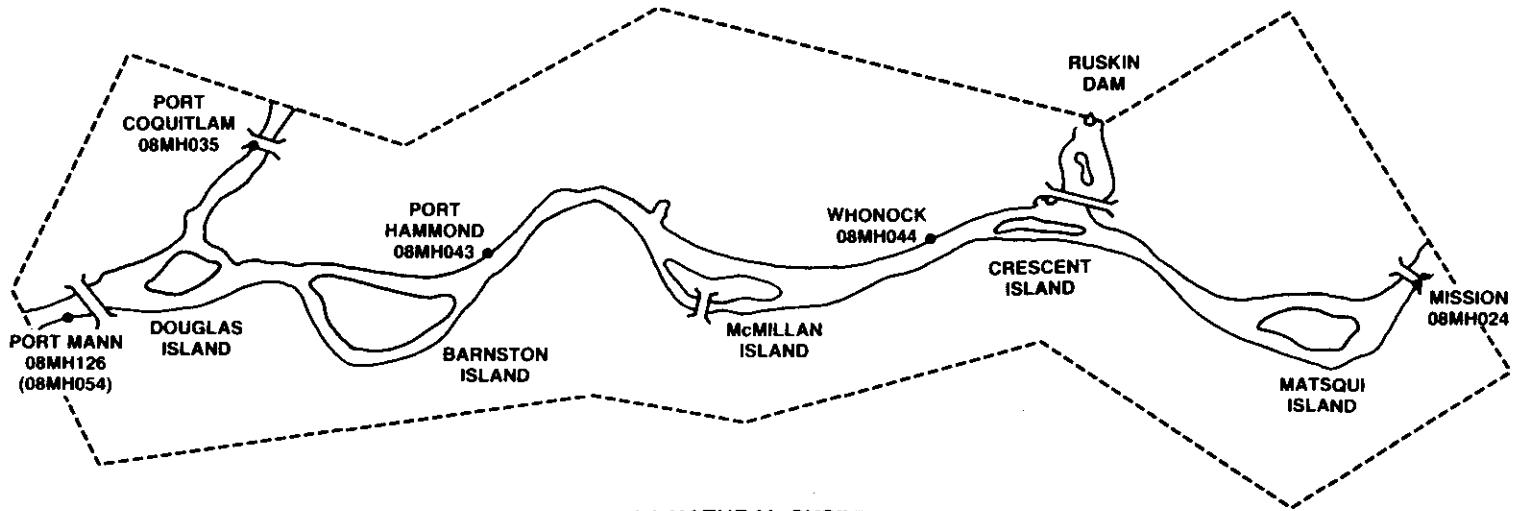 RUSKIN
DAM
PORT
COQUITLAM
08MH035
PORT
HAMMOND
08MH043
WHONOCK
08MH044
CRESCENT
ISLAND
MISSION
08MH024
PORT MANN
08MH126
(08MH054)
DOUGLAS
ISLAND
BARNSTON
ISLAND
McMILLAN
ISLAND
MATSQUI
ISLAND